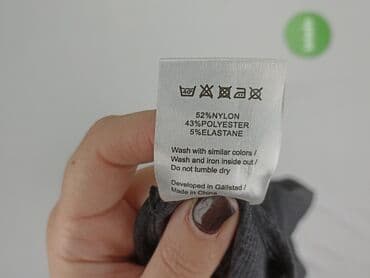 52%NYLON
43%POLYESTER
5%ELASTANE
Wash with similar colors/
Wash and iron inside out/
Do not tumble dry
Developed in Gällstad/
Made in China